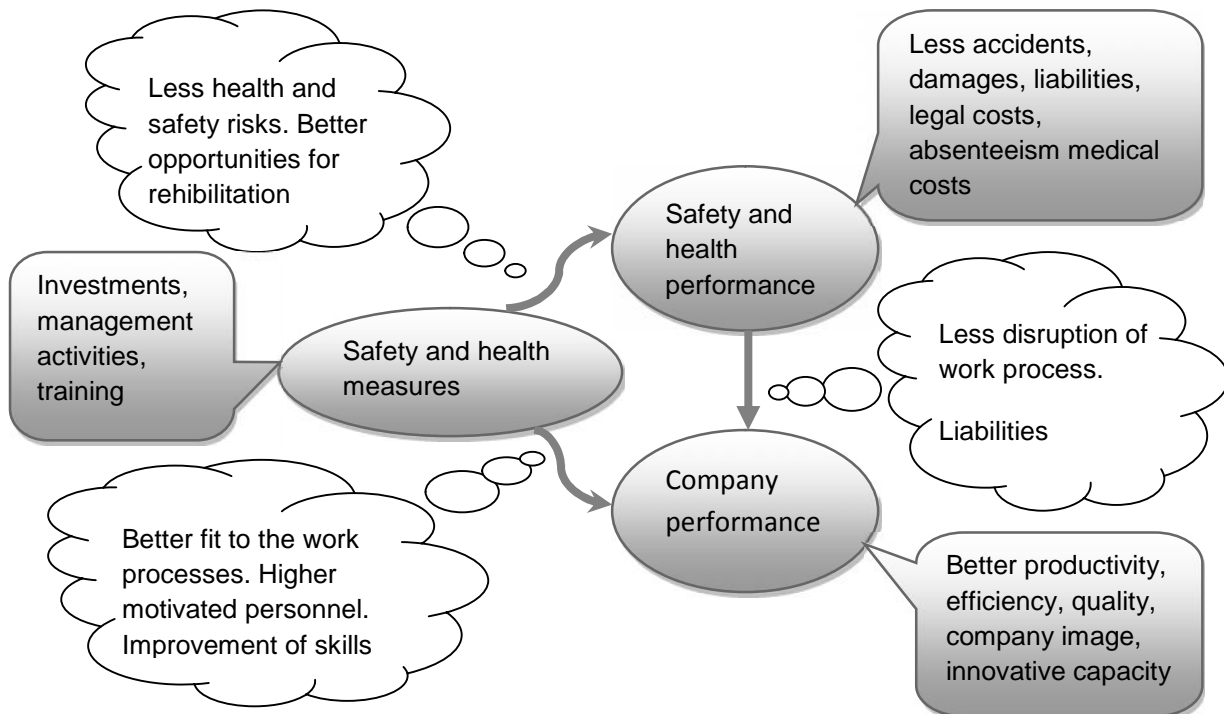 Less health and
safety risks. Better
opportunities for
rehibilitation
Less accidents,
damages, liabilities,
legal costs,
absenteeism medical
costs
Safety and
health
performance
Investments,
management
activities,
training
Safety and health
measures
Less disruption of
work process.
Liabilities
Better fit to the work
processes. Higher
motivated personnel.
Improvement of skills
Company
performance
Better productivity,
efficiency, quality,
company image,
innovative capacity